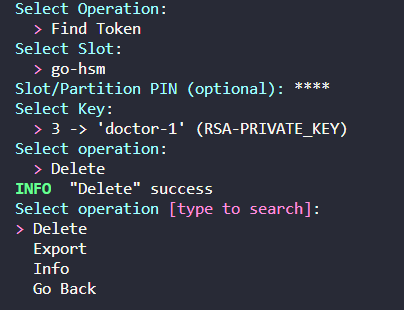 Select Operation:
> Find Token
Select Slot:
> go-hsm
Slot/Partition PIN (optional): ****
Select Key:
> 3 -> 'doctor-1' (RSA-PRIVATE_KEY)
Select operation:
> Delete
INFO "Delete" success
Select operation [type to search]:
> Delete
Export
Info
Go Back